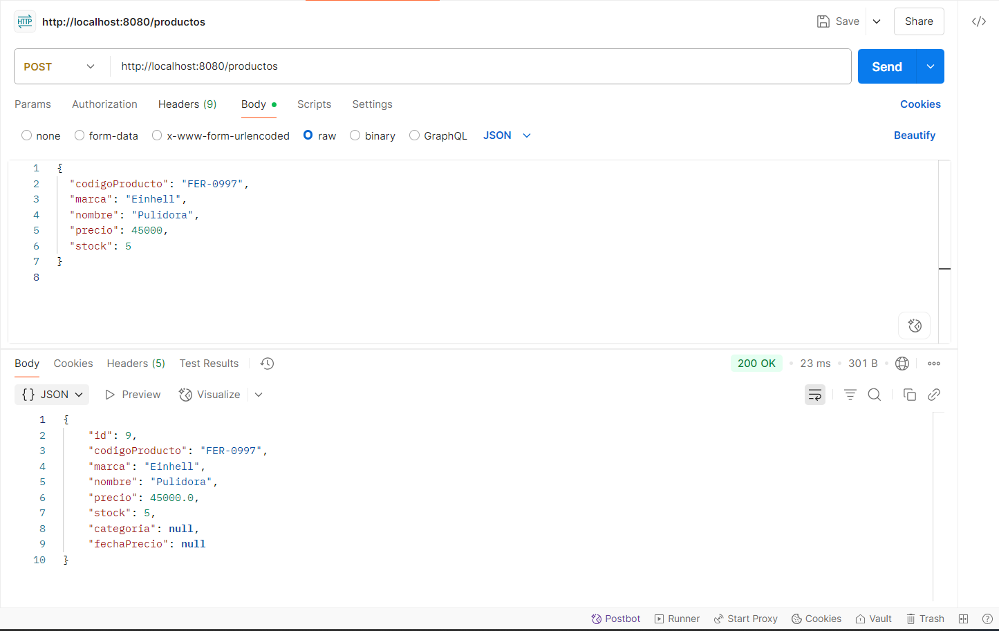 HTTP http://localhost:8080/productos Save Share
POST http://localhost:8080/productos Send
Params Authorization Headers (9) Body Scripts Settings Cookies
none form-data x-www-form-urlencoded raw binary GraphQL JSON Beautify
1 {
2 "codigoProducto": "FER-0997",
3 "marca": "Einhell",
4 "nombre": "Pulidora",
5 "precio": 45000,
6 "stock": 5
7 }
8
Body Cookies Headers (5) Test Results 200 OK 23 ms 301 B
{} JSON Preview Visualize
1 {
2 "id": 9,
3 "codigoProducto": "FER-0997",
4 "marca": "Einhell",
5 "nombre": "Pulidora",
6 "precio": 45000.0,
7 "stock": 5,
8 "categoria": null,
9 "fechaPrecio": null
10 }
Postbot Runner Start Proxy Cookies Vault Trash